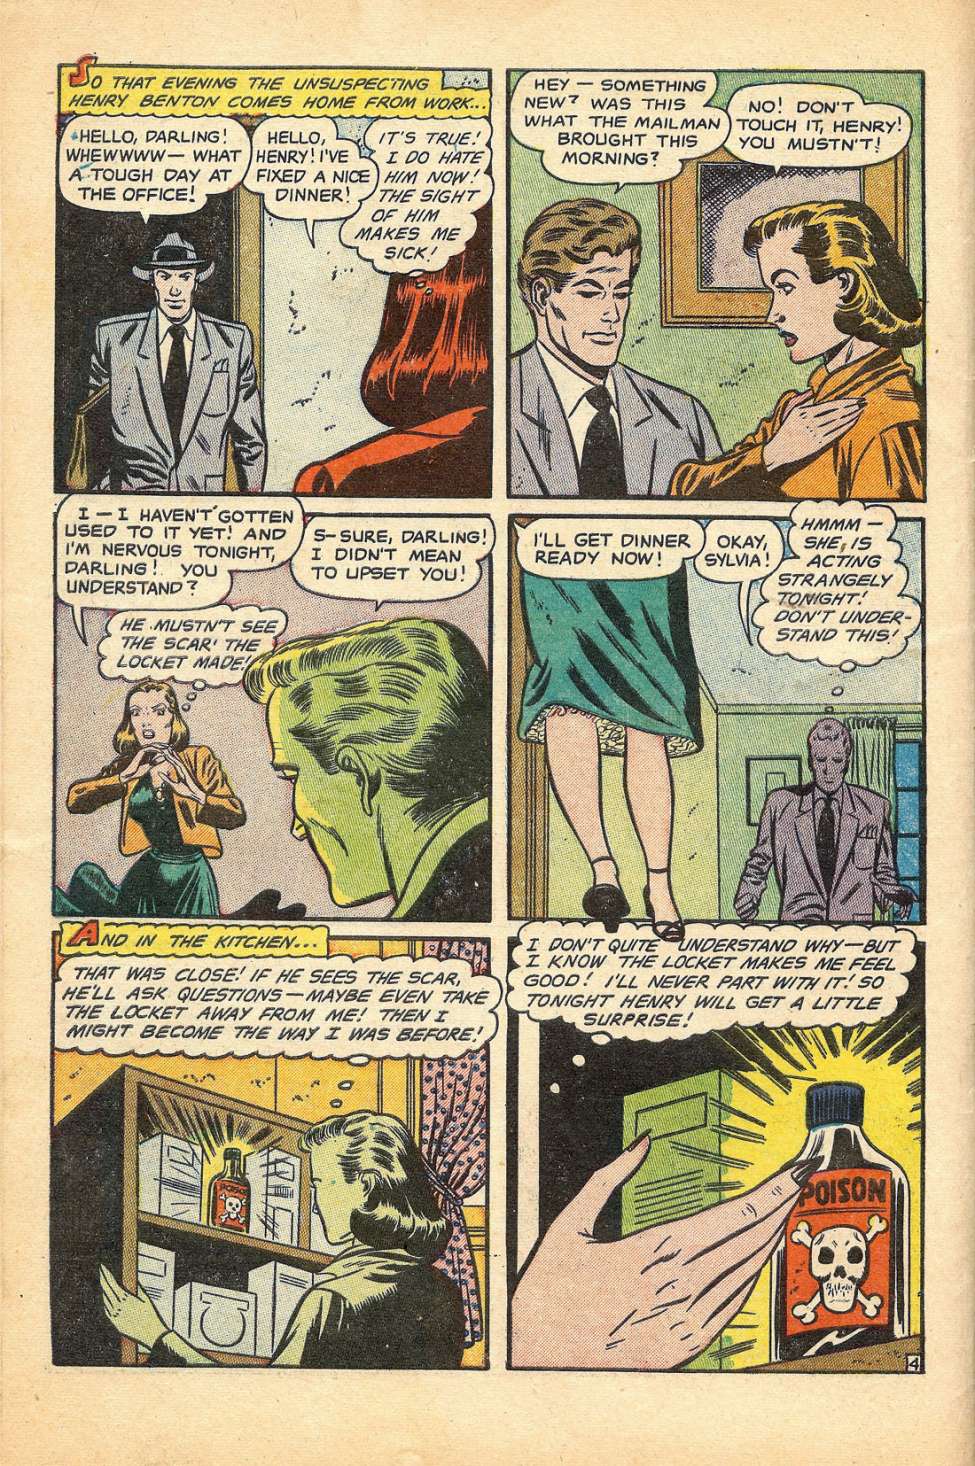 SO THAT EVENING THE UNSUSPECTING
HENRY BENTON COMES HOME FROM WORK...
HELLO, DARLING!
WHEWWWW— WHAT
A TOUGH DAY AT
THE OFFICE!
HELLO,
HENRY! I'VE
FIXED A NICE
DINNER!
IT'S TRUE!
I DO HATE
HIM NOW!
THE SIGHT
OF HIM
MAKES ME
SICK!
HEY — SOMETHING
NEW? WAS THIS
WHAT THE MAILMAN
BROUGHT THIS
MORNING?
NO! DON'T
TOUCH IT, HENRY!
YOU MUSTN'T!
I — I HAVEN'T GOTTEN
USED TO IT YET! AND
I'M NERVOUS TONIGHT,
DARLING! YOU
UNDERSTAND?
S—SURE, DARLING!
I DIDN'T MEAN
TO UPSET YOU!
HE MUSTN'T SEE
THE SCAR THE
LOCKET MADE!
I'LL GET DINNER
READY NOW!
OKAY,
SYLVIA!
HMMM —
SHE IS
ACTING
STRANGELY
TONIGHT!
DON'T UNDER-
STAND THIS!
AND IN THE KITCHEN...
THAT WAS CLOSE! IF HE SEES THE SCAR,
HE'LL ASK QUESTIONS—MAYBE EVEN TAKE
THE LOCKET AWAY FROM ME! THEN I
MIGHT BECOME THE WAY I WAS BEFORE!
POISON
I DON'T QUITE UNDERSTAND WHY—BUT
I KNOW THE LOCKET MAKES ME FEEL
GOOD! I'LL NEVER PART WITH IT! SO
TONIGHT HENRY WILL GET A LITTLE
SURPRISE!
POISON
4